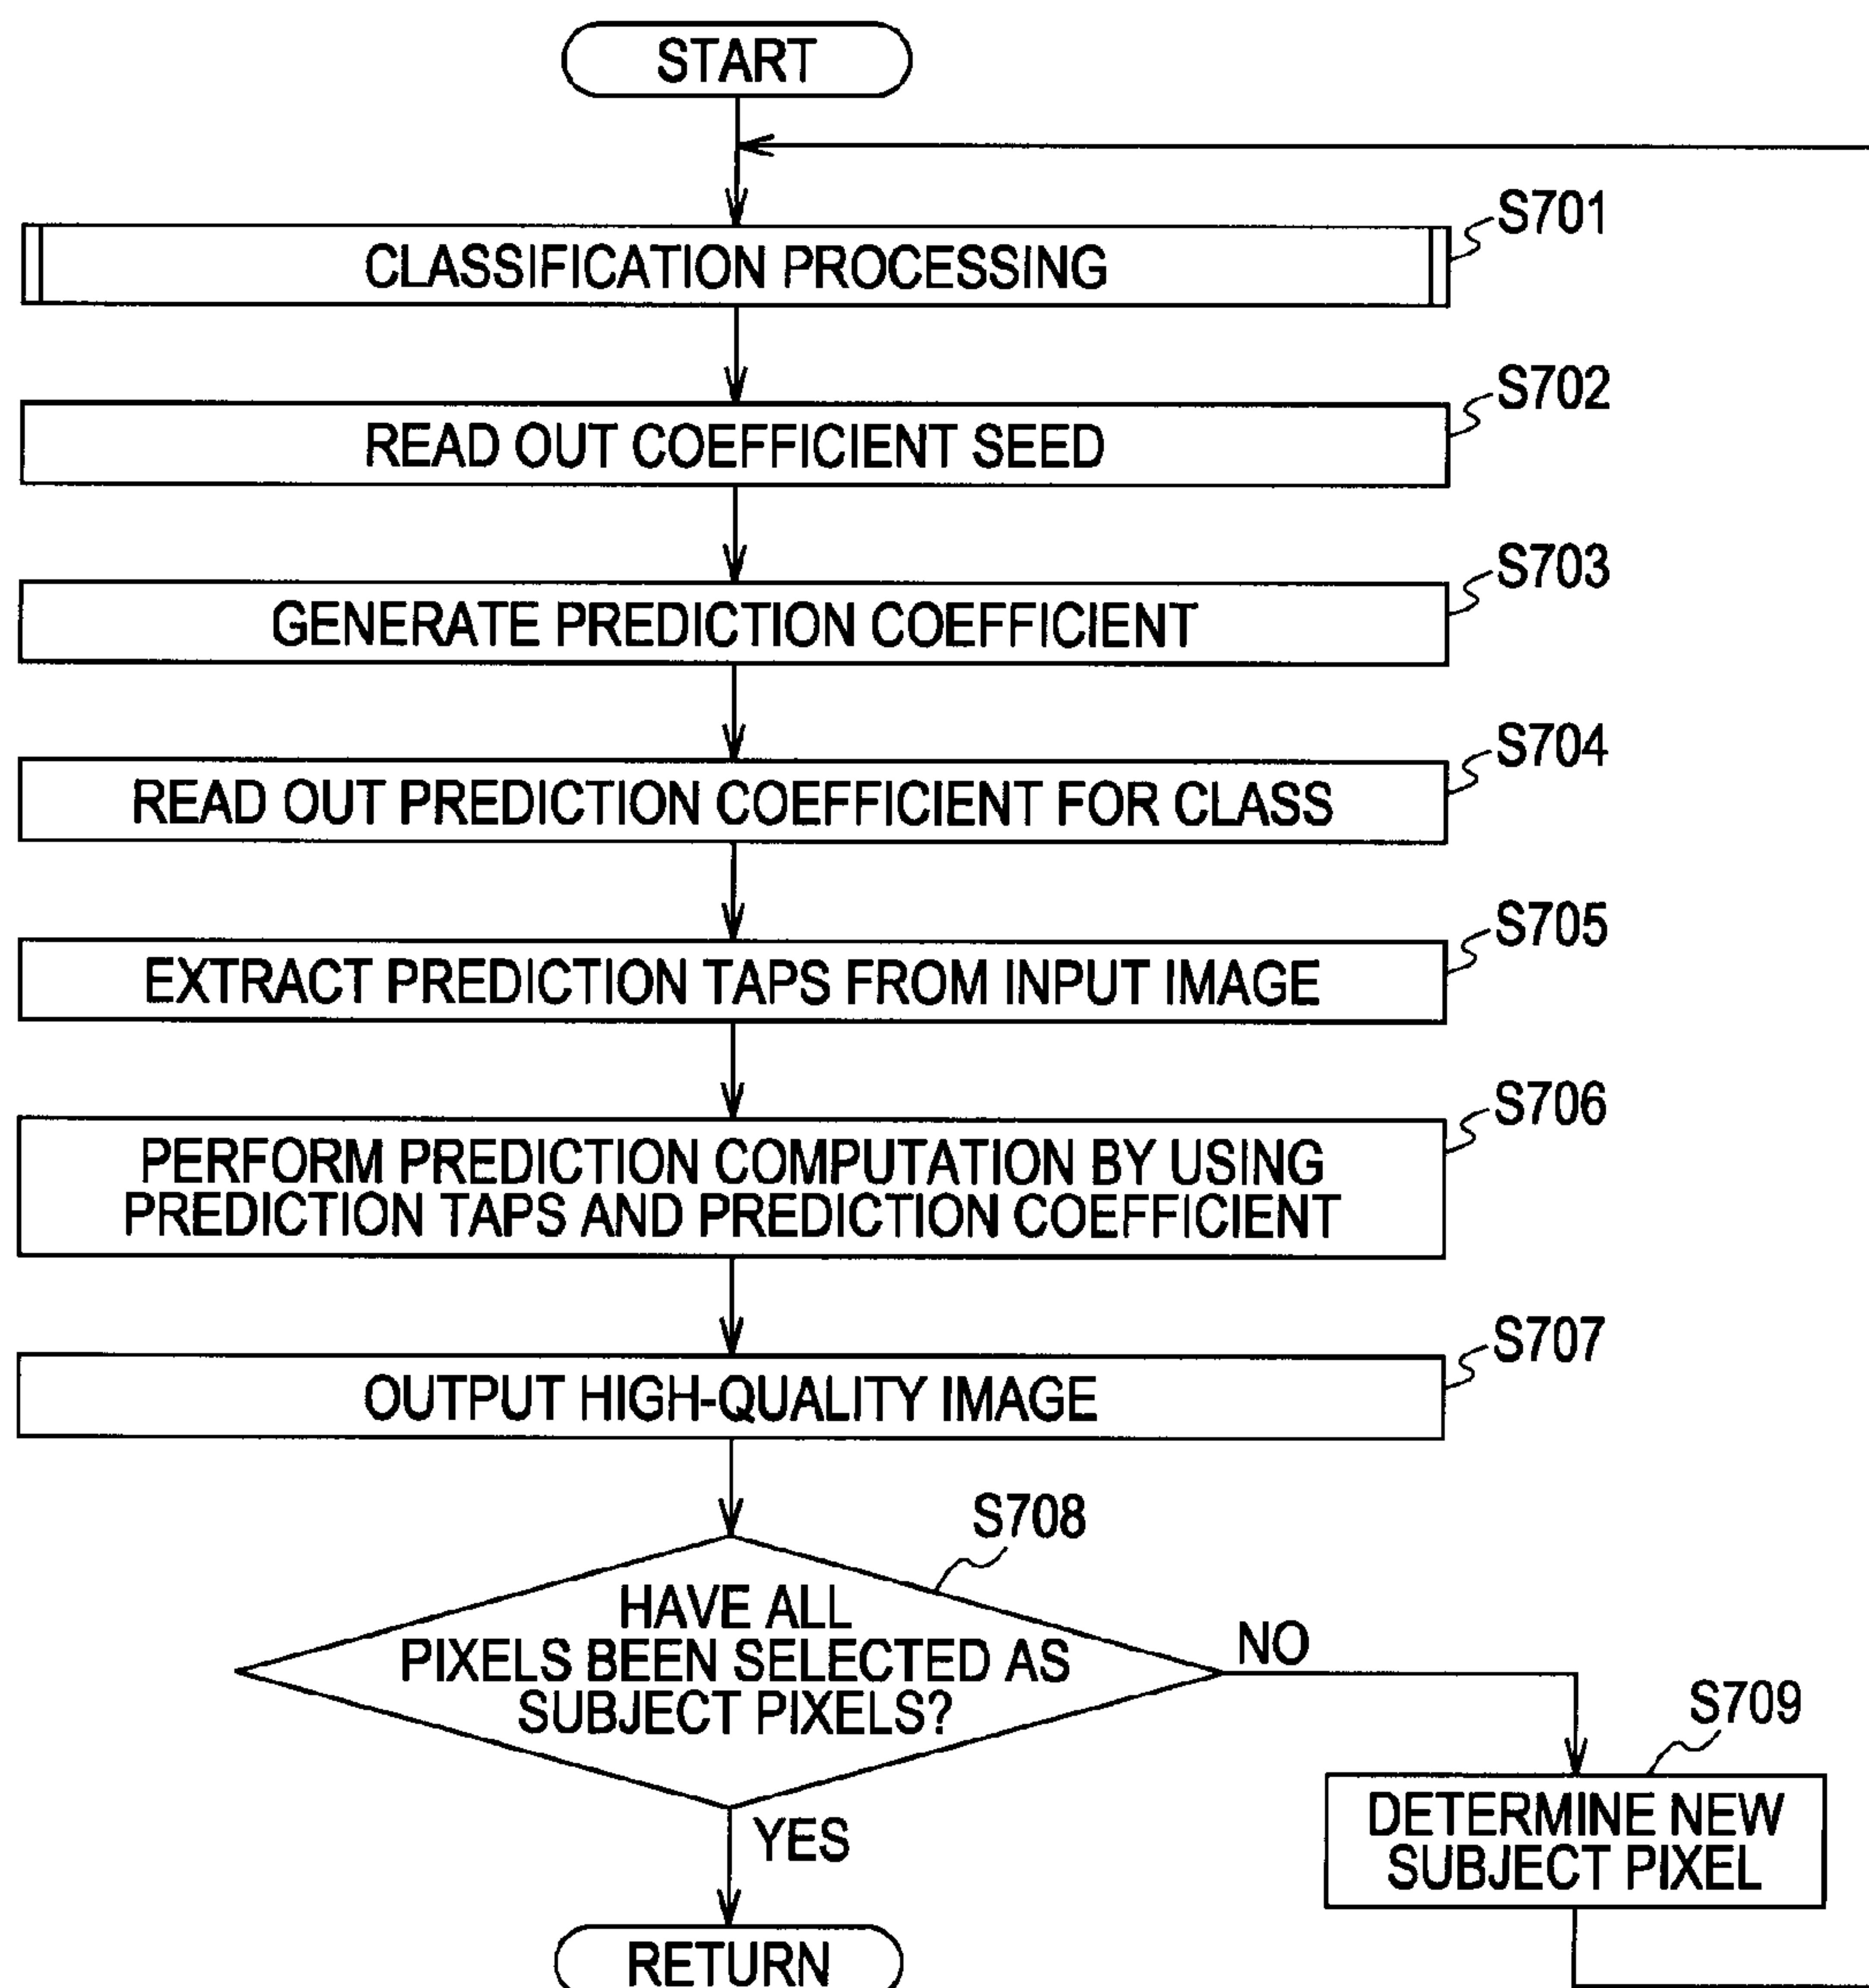 START
S701
CLASSIFICATION PROCESSING
S702
READ OUT COEFFICIENT SEED
S703
GENERATE PREDICTION COEFFICIENT
S704
READ OUT PREDICTION COEFFICIENT FOR CLASS
S705
EXTRACT PREDICTION TAPS FROM INPUT IMAGE
S706
PERFORM PREDICTION COMPUTATION BY USING
PREDICTION TAPS AND PREDICTION COEFFICIENT
S707
OUTPUT HIGH-QUALITY IMAGE
S708
HAVE ALL
PIXELS BEEN SELECTED AS
SUBJECT PIXELS?
NO
S709
DETERMINE NEW
SUBJECT PIXEL
YES
RETURN